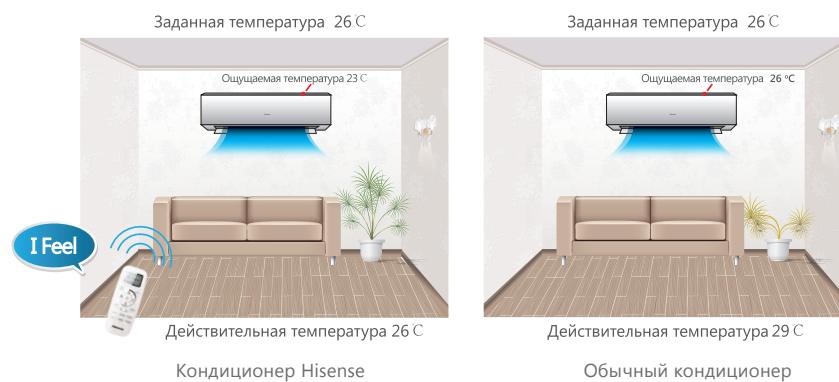 Заданная температура 26℃
Заданная температура 26℃
Ощущаемая температура 23℃
Ощущаемая температура 26 °C
I Feel
Действительная температура 26℃
Действительная температура 29℃
Кондиционер Hisense
Обычный кондиционер